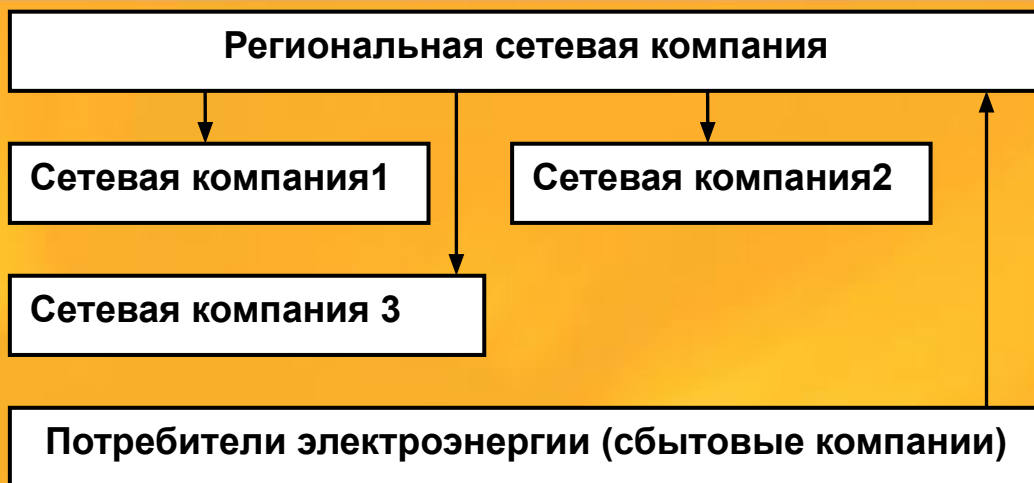 Региональная сетевая компания
Сетевая компания1
Сетевая компания2
Сетевая компания 3
Потребители электроэнергии (сбытовые компании)